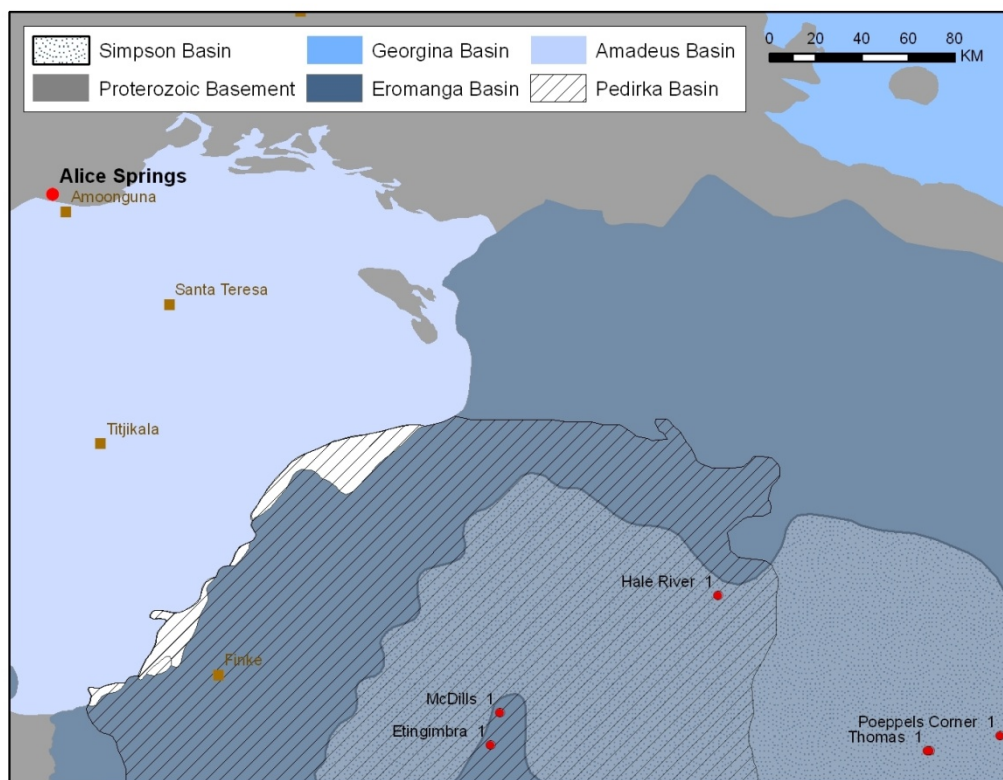 Simpson Basin
Georgina Basin
Amadeus Basin
Proterozoic Basement
Eromanga Basin
Pedirka Basin
0 20 40 60 80
KM
Alice Springs
Amoonguna
Santa Teresa
Titjikala
Hale River 1
Finke
McDills 1
Etingimbra 1
Poeppels Corner 1
Thomas 1